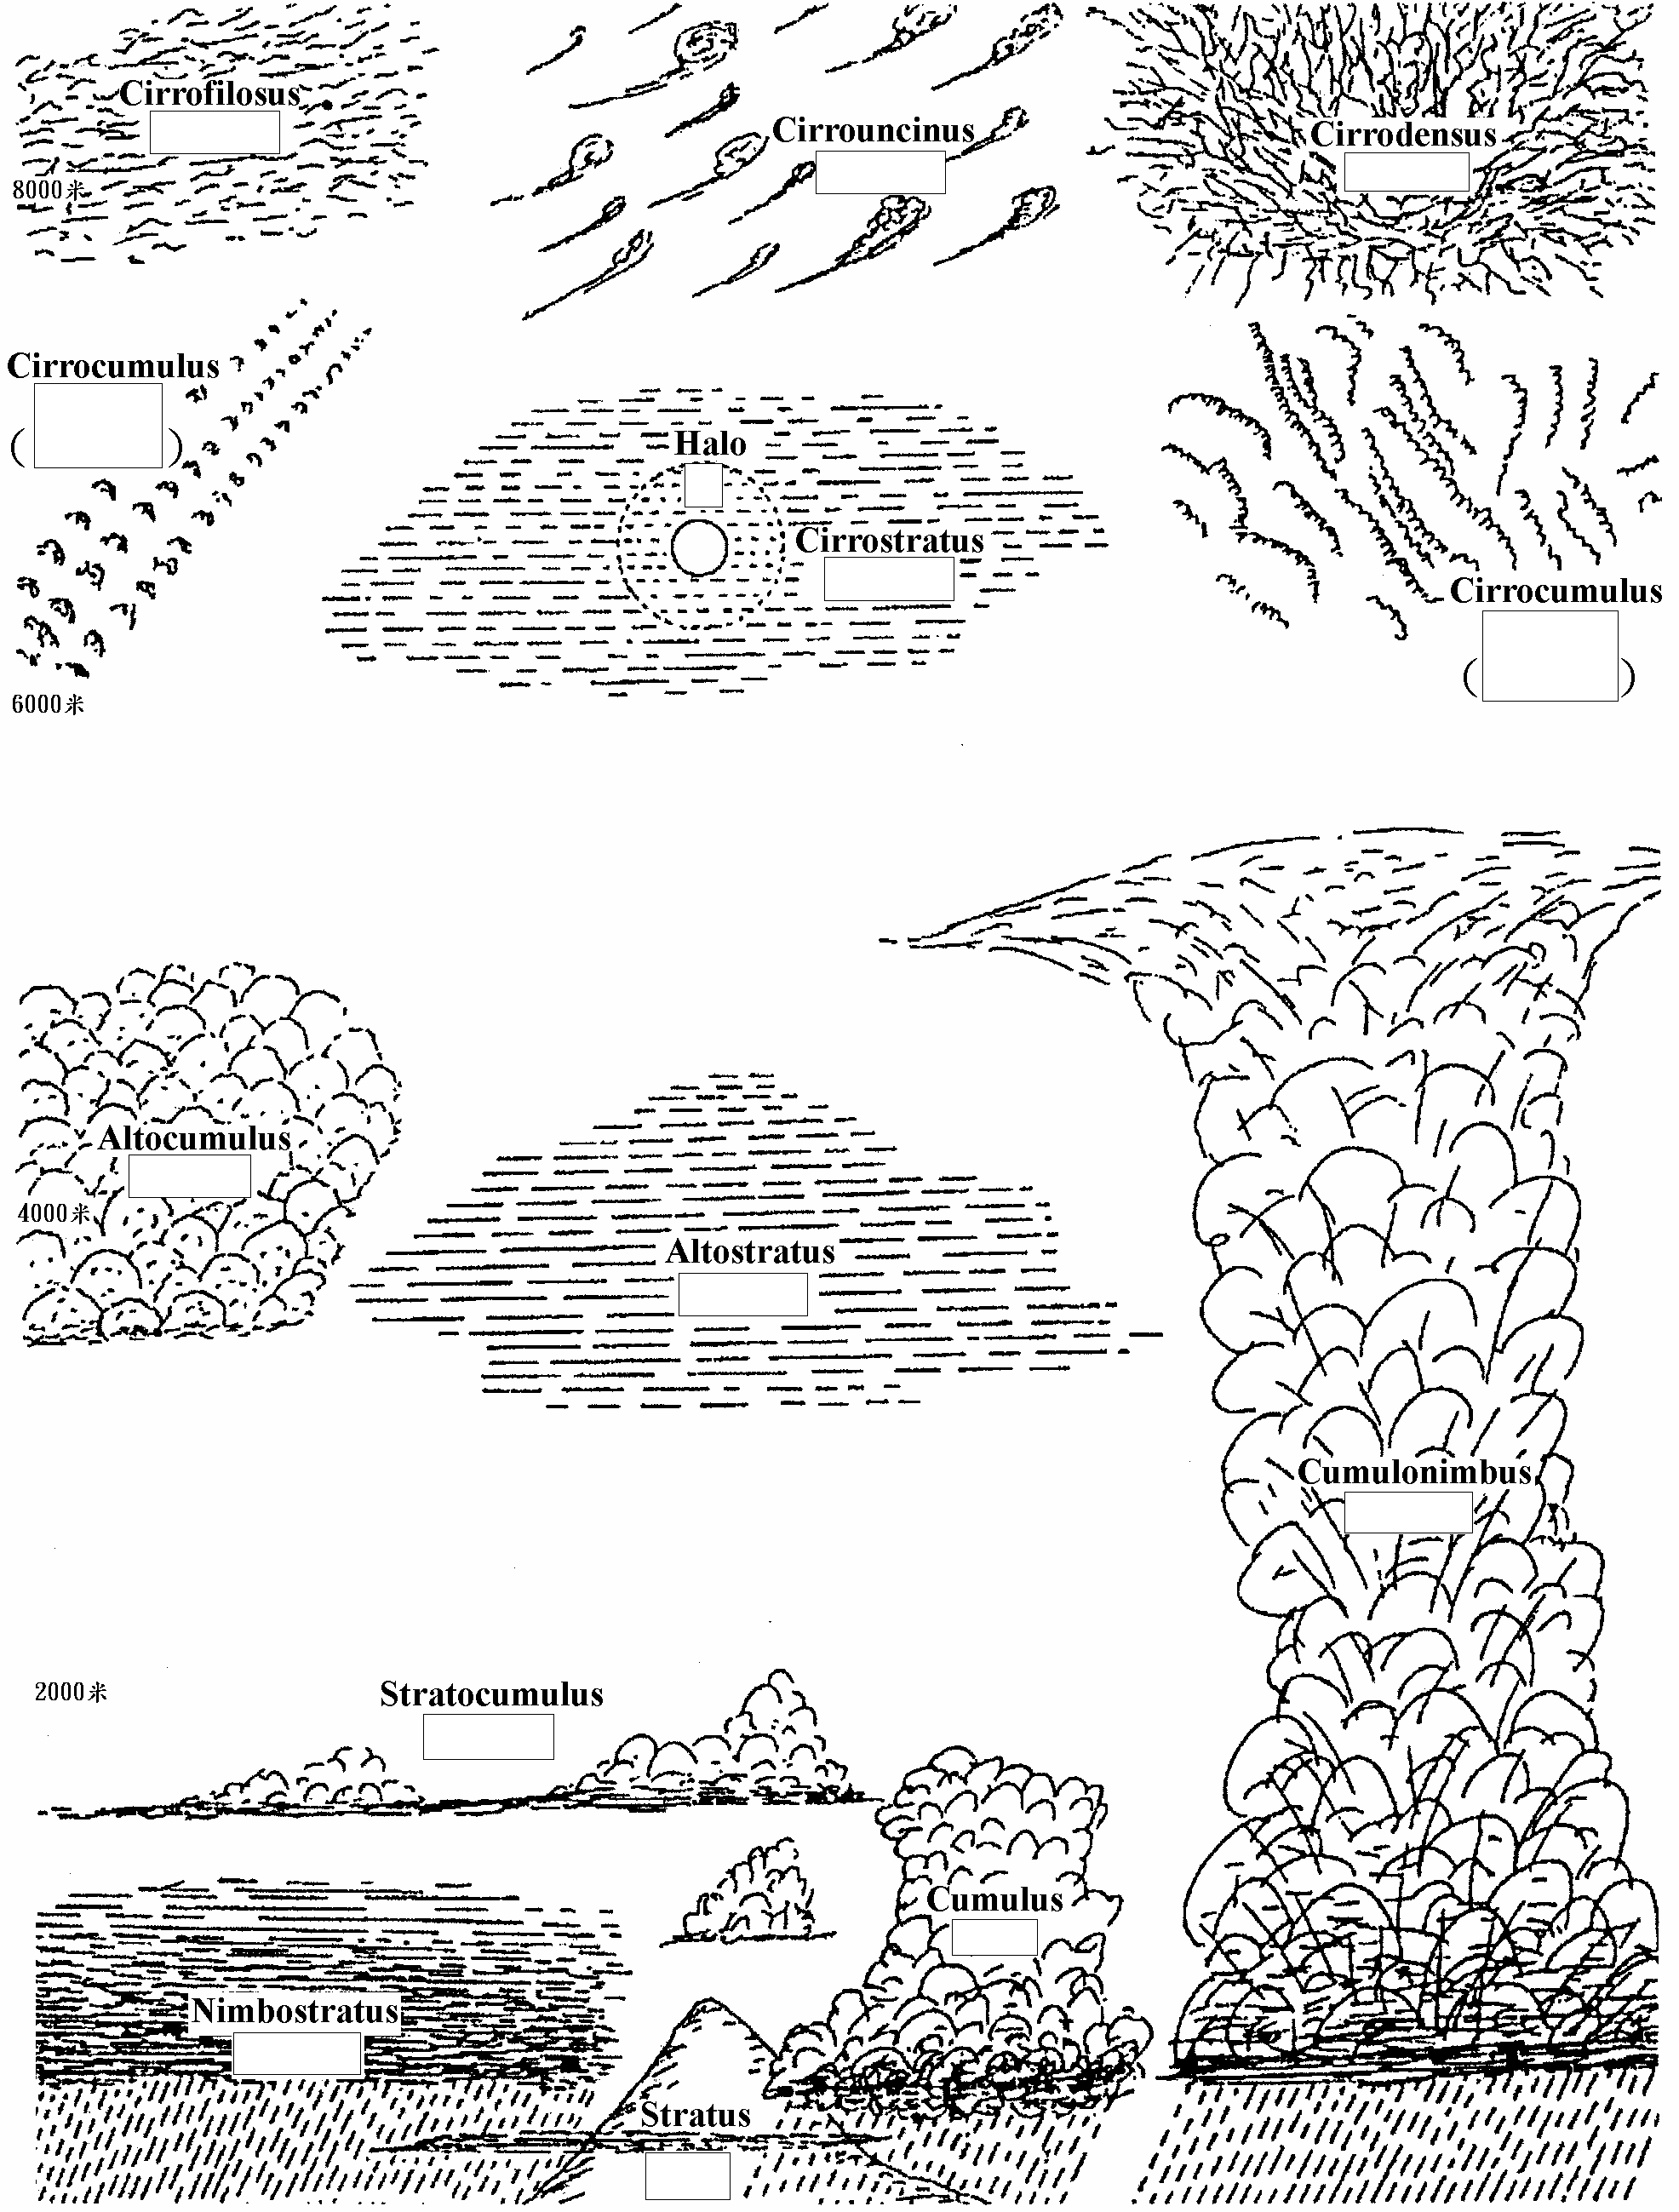 Cirrofilosus
Cirrouncinus
Cirrodensus
8000米
Cirrocumulus
( )
Halo
Cirrostratus
Cirrocumulus
( )
6000米
Altocumulus
4000米
Altostratus
Cumulonimbus
2000米
Stratocumulus
Cumulus
Nimbostratus
Stratus